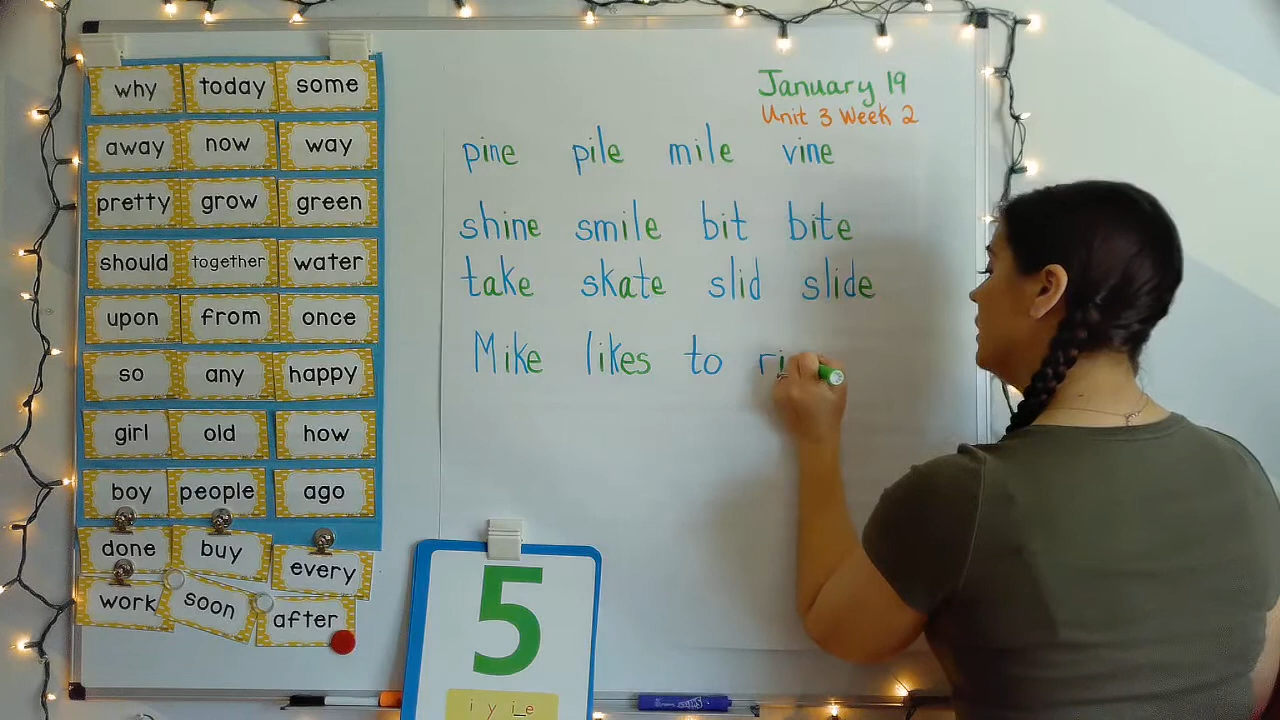 why today some
away now way
pretty grow green
should together water
upon from once
so any happy
girl old how
boy people ago
done buy every
work soon after
January 19
Unit 3 Week 2
pine pile mile vine
shine smile bit bite
take skate slid slide
Mike likes to ri
5
i y i_e